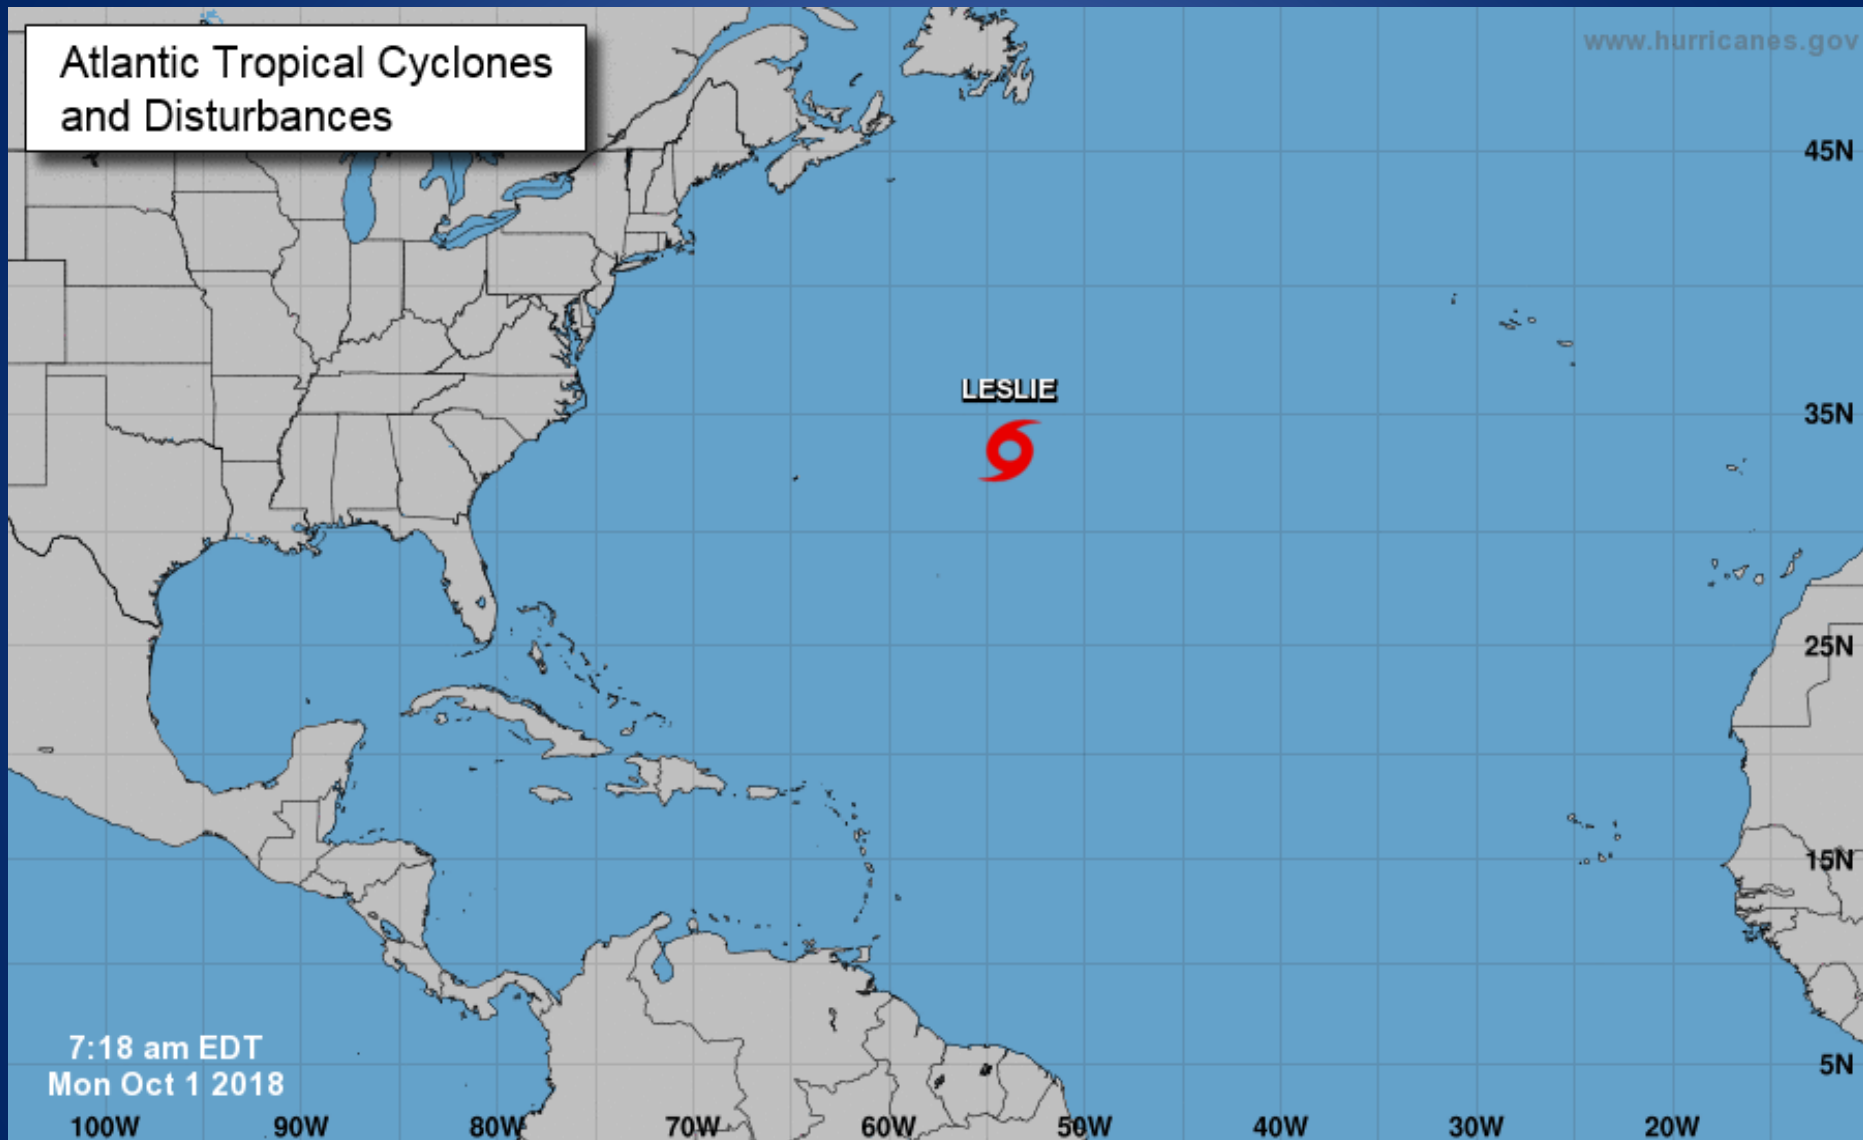 Atlantic Tropical Cyclones
and Disturbances
www.hurricanes.gov
45N
LESLIE
35N
25N
15N
7:18 am EDT
Mon Oct 1 2018
5N
100W 90W 80W 70W 60W 50W 40W 30W 20W